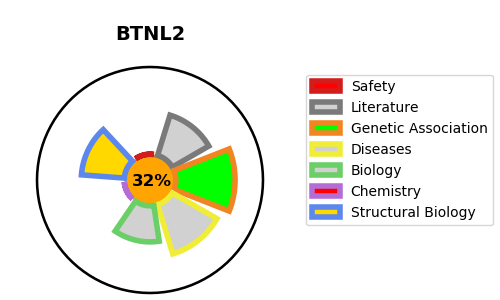 BTNL2
32%
Safety
Literature
Genetic Association
Diseases
Biology
Chemistry
Structural Biology